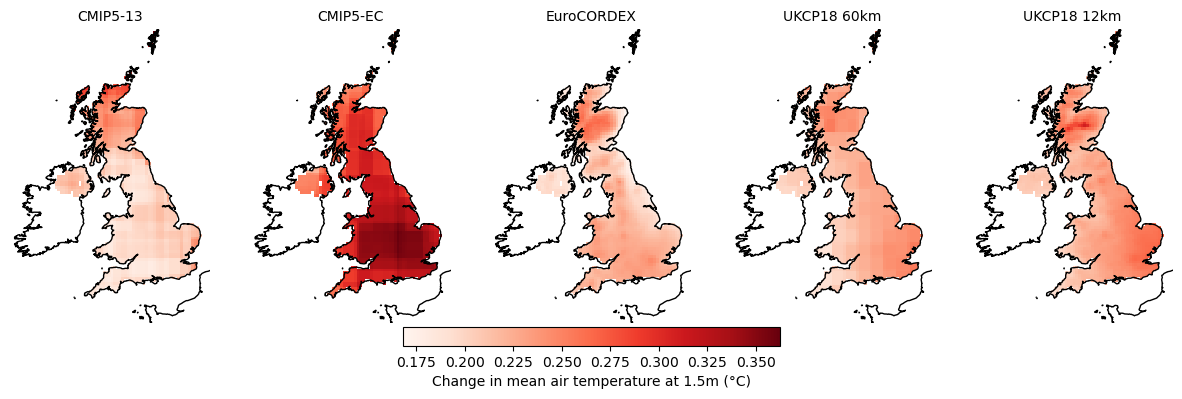 CMIP5-13 CMIP5-EC EuroCORDEX UKCP18 60km UKCP18 12km
0.175 0.200 0.225 0.250 0.275 0.300 0.325 0.350
Change in mean air temperature at 1.5m (°C)